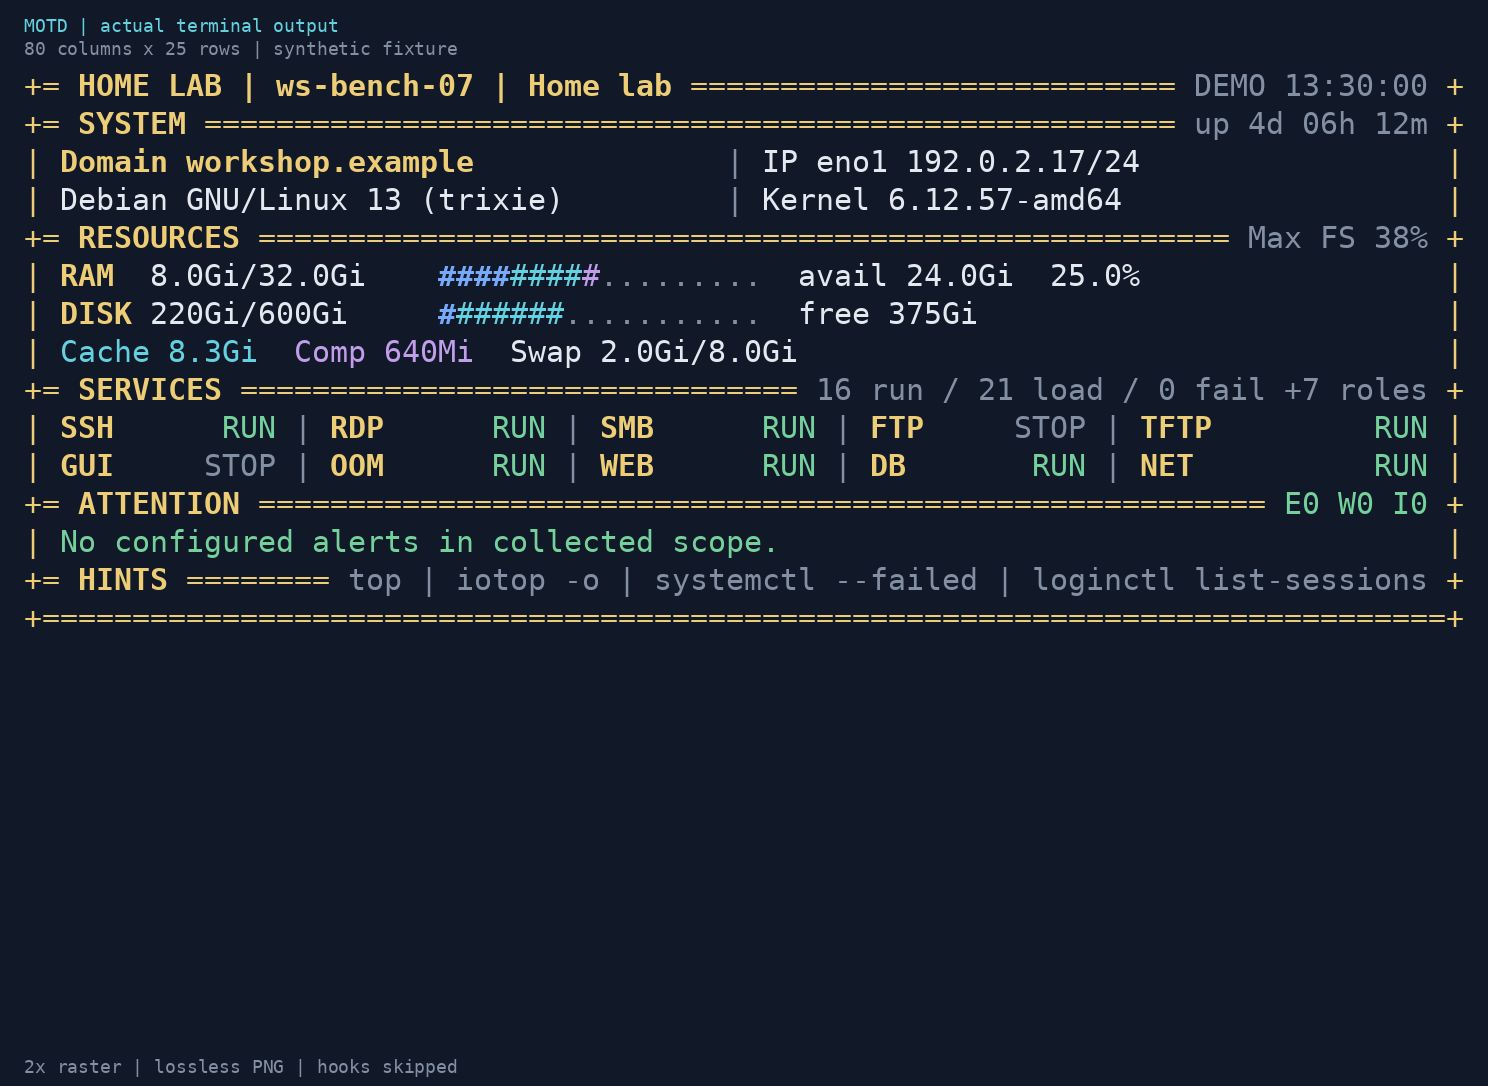 MOTD | actual terminal output
80 columns x 25 rows | synthetic fixture
+= HOME LAB | ws-bench-07 | Home lab =========================== DEMO 13:30:00 +
+= SYSTEM ====================================================== up 4d 06h 12m +
| Domain workshop.example              | IP eno1 192.0.2.17/24                 |
| Debian GNU/Linux 13 (trixie)         | Kernel 6.12.57-amd64                  |
+= RESOURCES ====================================================== Max FS 38% +
| RAM  8.0Gi/32.0Gi    #########.........  avail 24.0Gi  25.0%                 |
| DISK 220Gi/600Gi     #######...........  free 375Gi                          |
| Cache 8.3Gi  Comp 640Mi  Swap 2.0Gi/8.0Gi                                    |
+= SERVICES =============================== 16 run / 21 load / 0 fail +7 roles +
| SSH      RUN | RDP      RUN | SMB      RUN | FTP     STOP | TFTP         RUN |
| GUI     STOP | OOM      RUN | WEB      RUN | DB       RUN | NET          RUN |
+= ATTENTION ======================================================== E0 W0 I0 +
| No configured alerts in collected scope.                                     |
+= HINTS ======== top | iotop -o | systemctl --failed | loginctl list-sessions +
+==============================================================================+
2x raster | lossless PNG | hooks skipped